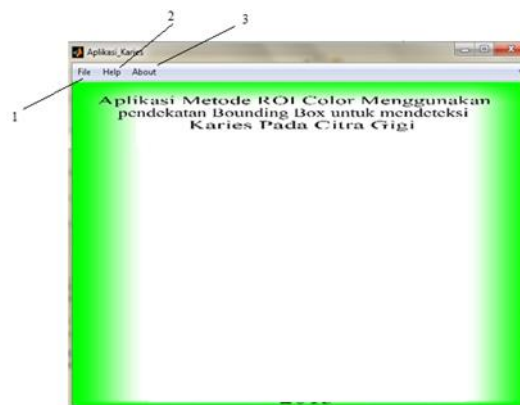 2
3
Aplikasi_Karies
File Help About
1
Aplikasi Metode ROI Color Menggunakan
pendekatan Bounding Box untuk mendeteksi
Karies Pada Citra Gigi